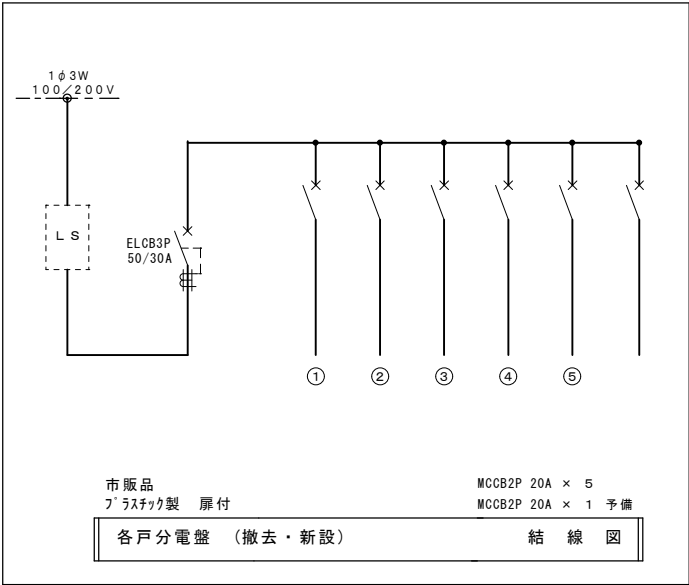 1φ3W
100/200V
LS
ELCB3P
50/30A
① ② ③ ④ ⑤
市販品 MCCB2P 20A × 5
プラスチック製 扉付 MCCB2P 20A × 1 予備
各戸分電盤 (撤去・新設) 結線図